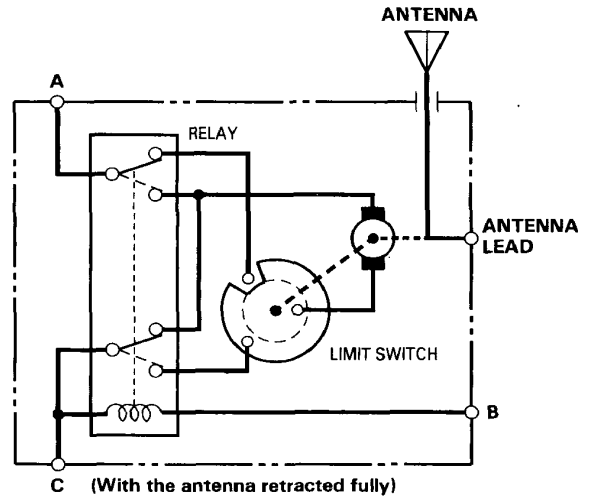 ANTENNA
A
RELAY
ANTENNA
LEAD
LIMIT SWITCH
B
C (With the antenna retracted fully)